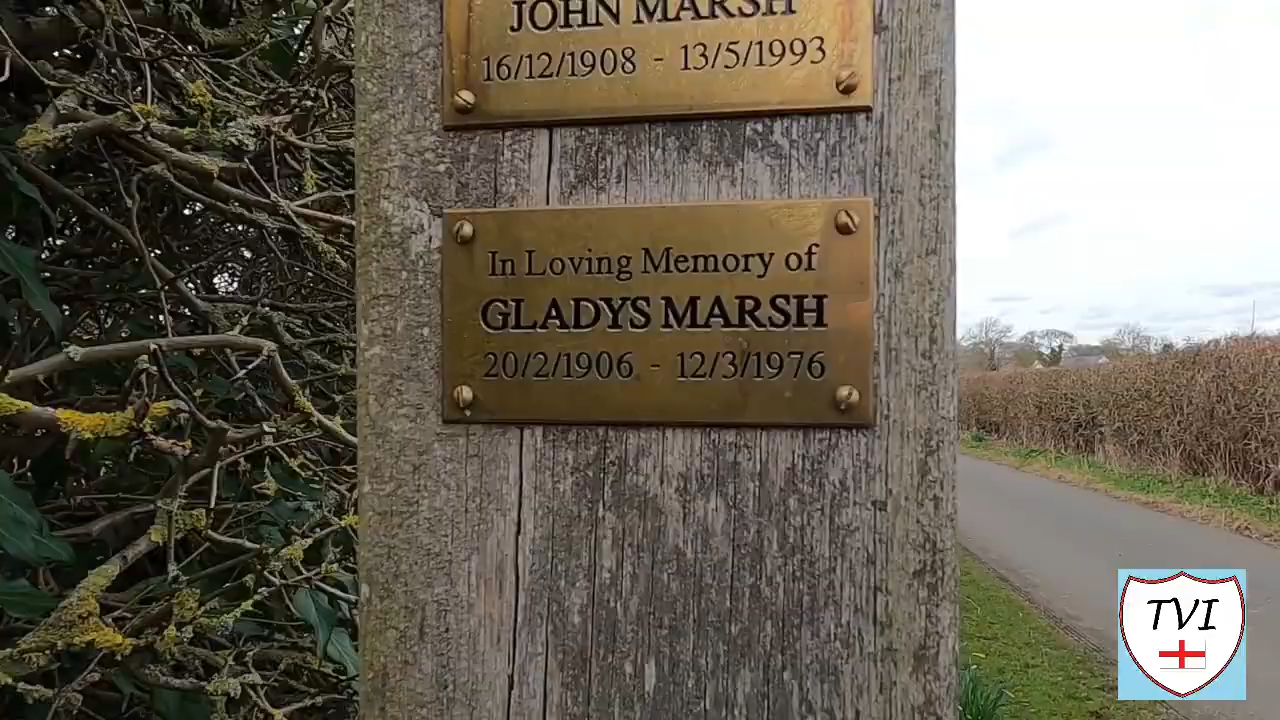 JOHN MARSH
16/12/1908 - 13/5/1993
In Loving Memory of
GLADYS MARSH
20/2/1906 - 12/3/1976
TVI